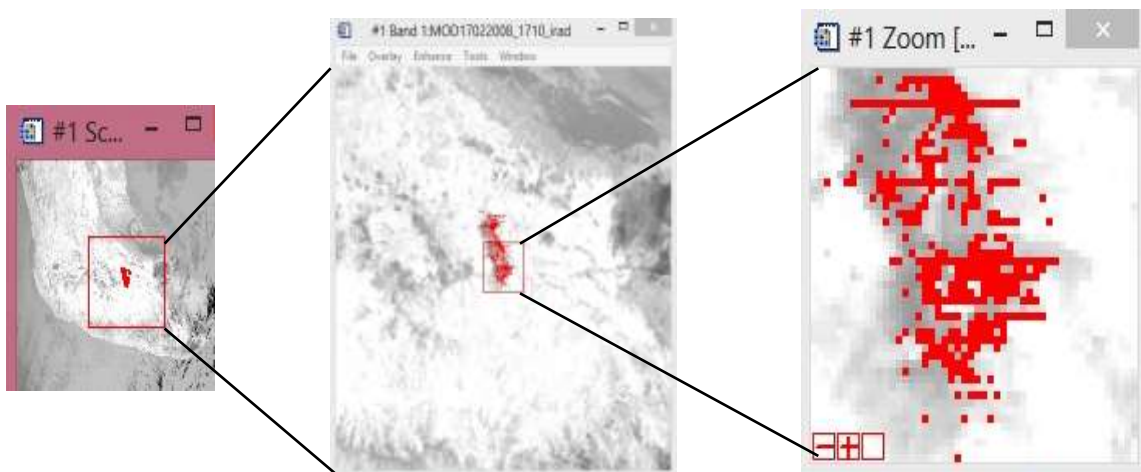 #1 Sc...
#1 Band 1:MOD17022008_1710_irad
File Overlay Enhance Tools Window
#1 Zoom [...